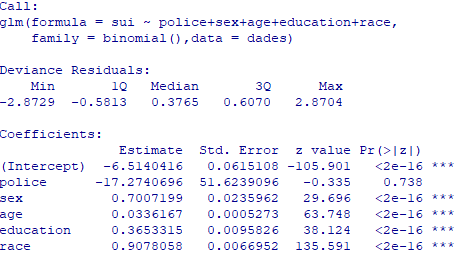 Call:
glm(formula = sui ~ police+sex+age+education+race,
family = binomial(),data = dades)
Deviance Residuals:
Min 1Q Median 3Q Max
-2.8729 -0.5813 0.3765 0.6070 2.8704
Coefficients:
Estimate Std. Error z value Pr(>|z|)
(Intercept) -6.5140416 0.0615108 -105.901 <2e-16 ***
police -17.2740696 51.6239096 -0.335 0.738
sex 0.7007199 0.0235962 29.696 <2e-16 ***
age 0.0336167 0.0005273 63.748 <2e-16 ***
education 0.3653315 0.0095826 38.124 <2e-16 ***
race 0.9078058 0.0066952 135.591 <2e-16 ***